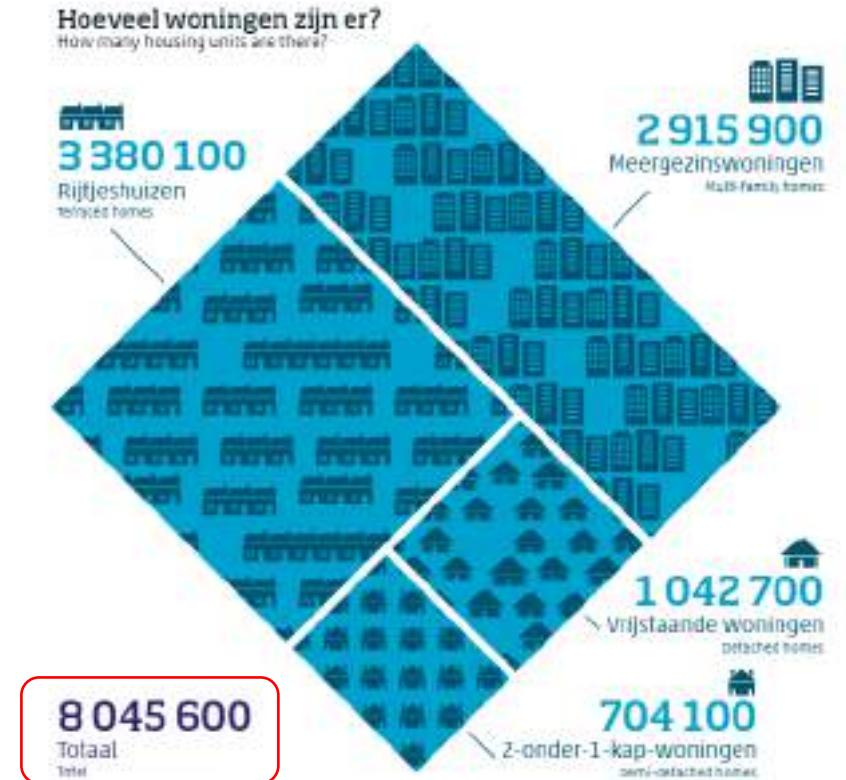 Hoeveel woningen zijn er?
How many housing units are there?
3 380 100
Rijtjeshuizen
Terraced homes
2 915 900
Meergezinswoningen
Multi-family homes
1 042 700
Vrijstaande woningen
Detached homes
704 100
2-onder-1-kap-woningen
Semi-detached homes
8 045 600
Totaal
Total